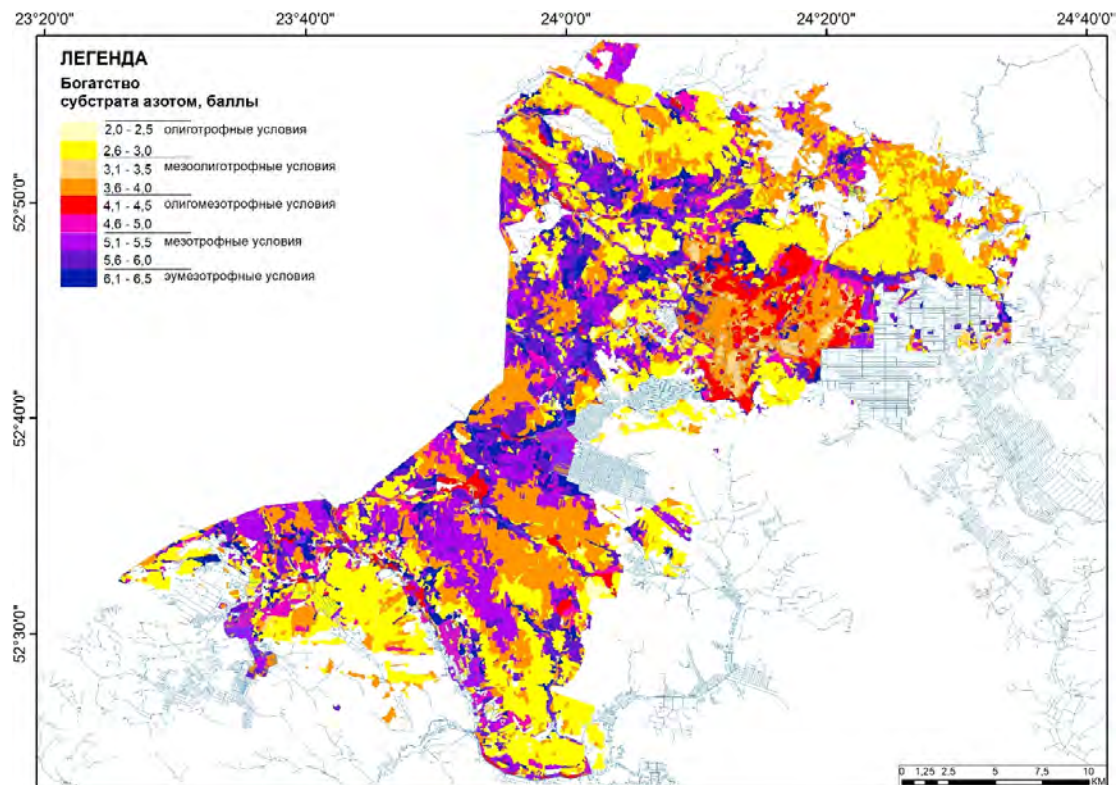 23°20'0"
23°40'0"
24°0'0"
24°20'0"
24°40'0"
ЛЕГЕНДА
Богатство
субстрата азотом, баллы
2,0 - 2,5 олиготрофные условия
2,6 - 3,0
3,1 - 3,5 мезоолиготрофные условия
3,6 - 4,0
4,1 - 4,5 олигомезотрофные условия
4,6 - 5,0
5,1 - 5,5 мезотрофные условия
5,6 - 6,0
6,1 - 6,5 эумезотрофные условия
52°50'0"
52°40'0"
52°30'0"
0 1,25 2,5 5 7,5 10
КМ